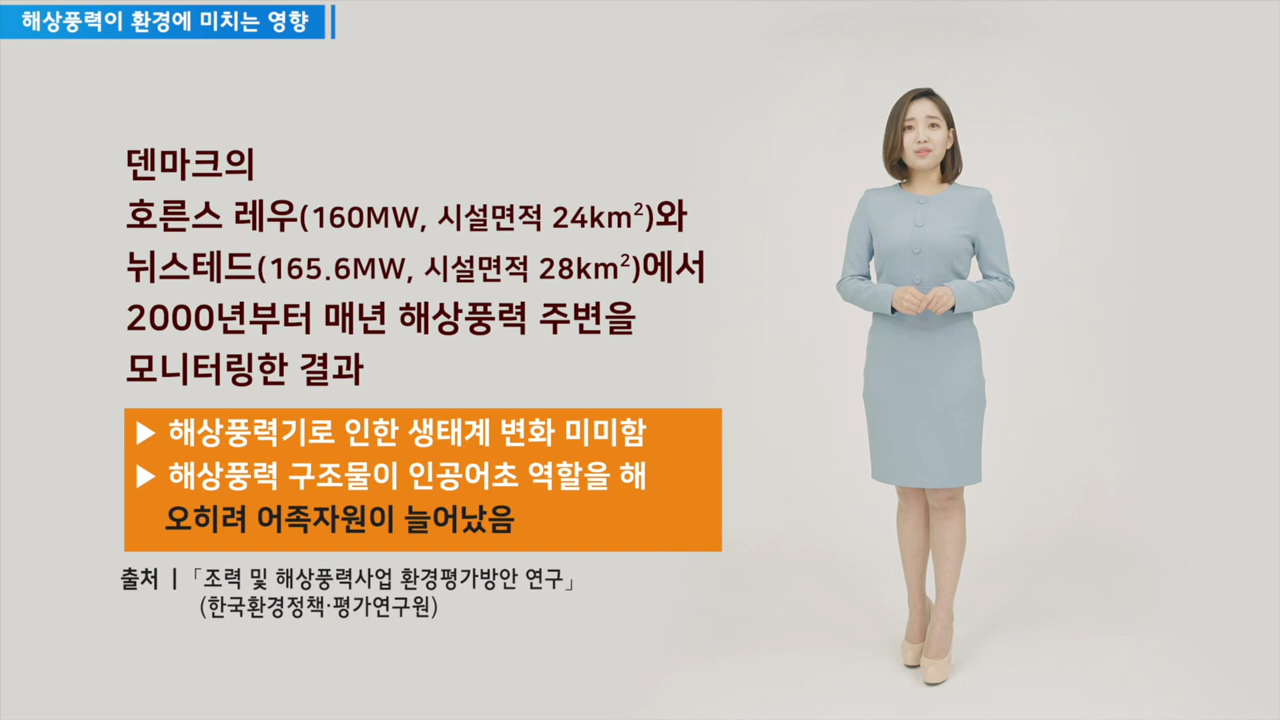 해상풍력이 환경에 미치는 영향
덴마크의
호른스 레우(160MW, 시설면적 24km²)와
뉘스테드(165.6MW, 시설면적 28km²)에서
2000년부터 매년 해상풍력 주변을
모니터링한 결과
▶ 해상풍력기로 인한 생태계 변화 미미함
▶ 해상풍력 구조물이 인공어초 역할을 해
오히려 어족자원이 늘어났음
출처 ㅣ「조력 및 해상풍력사업 환경평가방안 연구」
(한국환경정책·평가연구원)